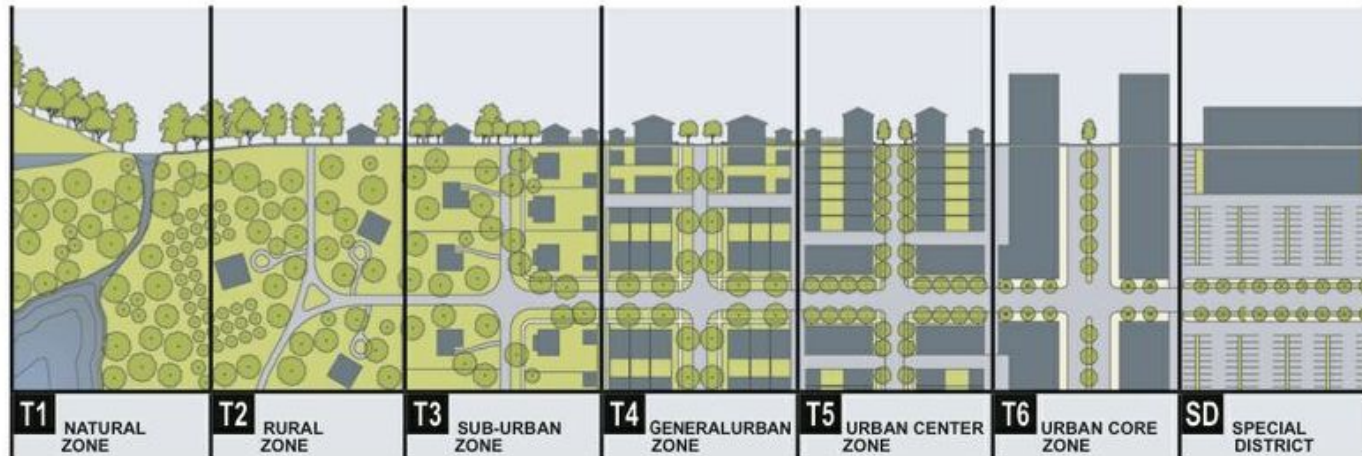 T1 NATURAL
ZONE
T2 RURAL
ZONE
T3 SUB-URBAN
ZONE
T4 GENERALURBAN
ZONE
T5 URBAN CENTER
ZONE
T6 URBAN CORE
ZONE
SD SPECIAL
DISTRICT